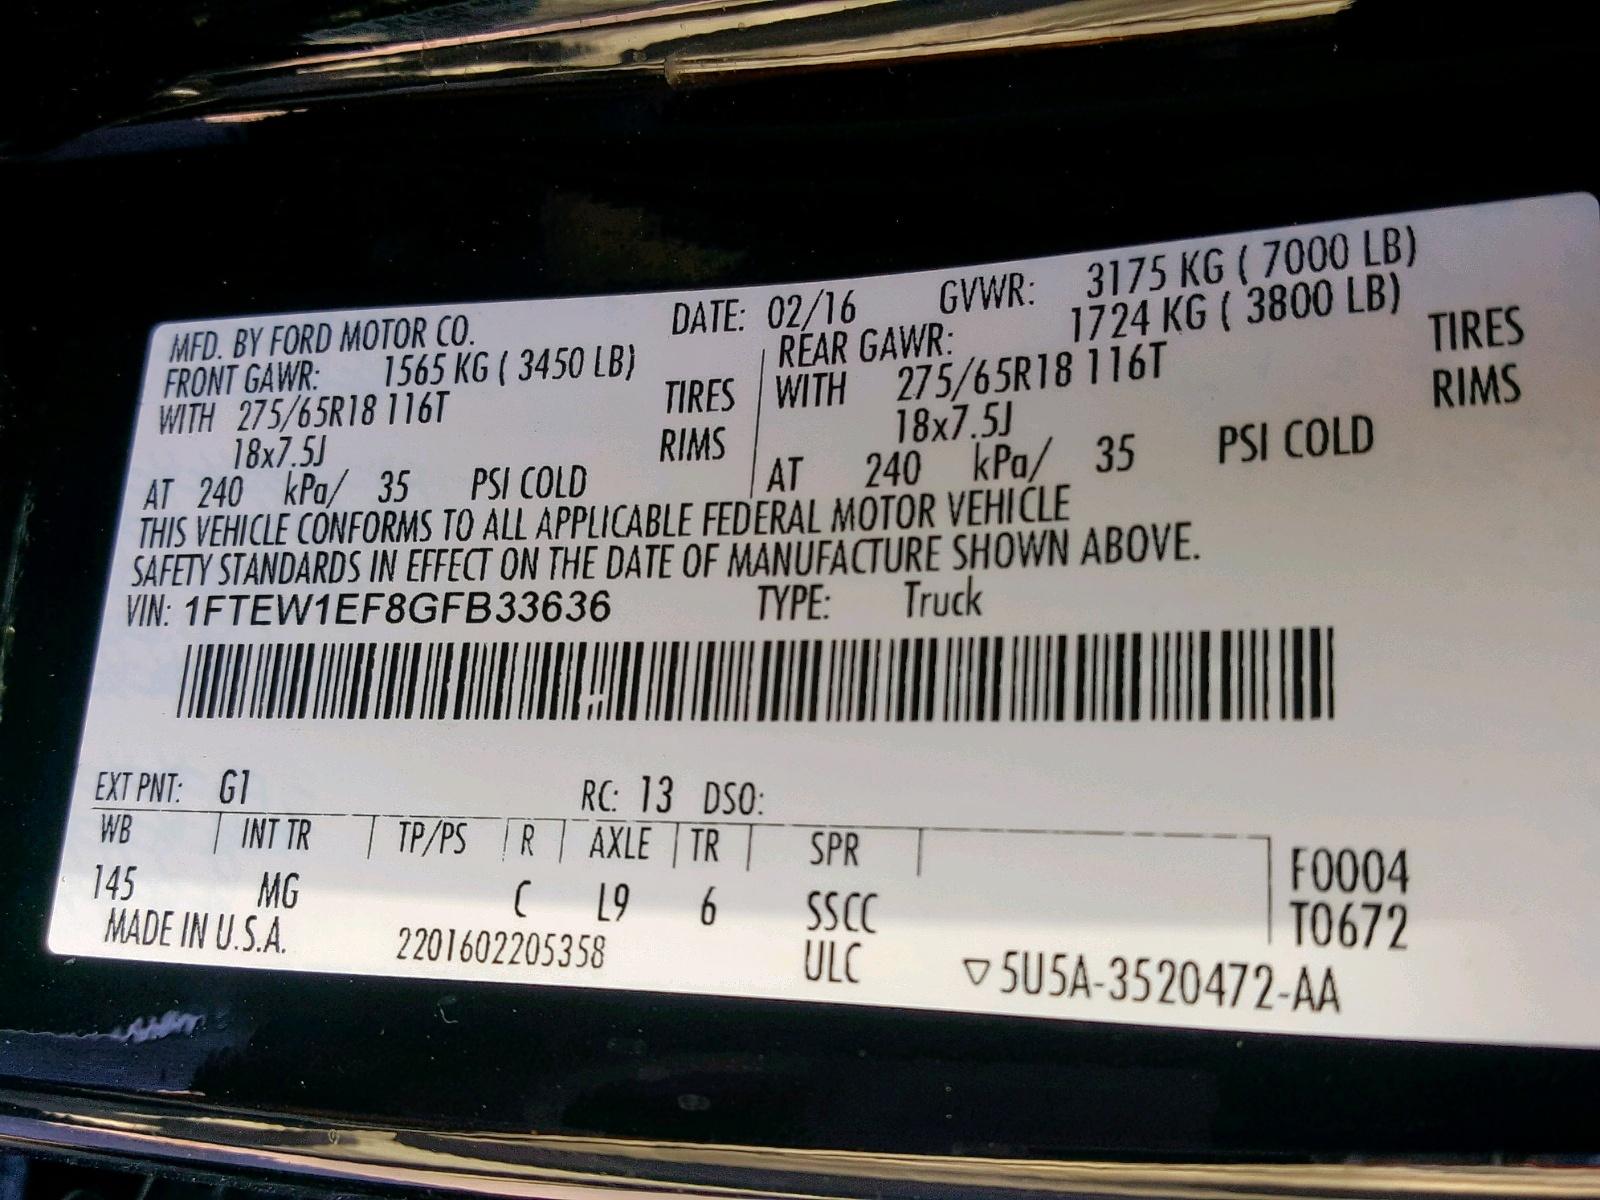 MFD. BY FORD MOTOR CO. DATE: 02/16 GVWR: 3175 KG ( 7000 LB)
FRONT GAWR: 1565 KG ( 3450 LB) REAR GAWR: 1724 KG ( 3800 LB)
WITH 275/65R18 116T TIRES WITH 275/65R18 116T TIRES
18x7.5J RIMS 18x7.5J RIMS
AT 240 kPa/ 35 PSI COLD AT 240 kPa/ 35 PSI COLD
THIS VEHICLE CONFORMS TO ALL APPLICABLE FEDERAL MOTOR VEHICLE
SAFETY STANDARDS IN EFFECT ON THE DATE OF MANUFACTURE SHOWN ABOVE.
VIN: 1FTEW1EF8GFB33636 TYPE: Truck
EXT PNT: G1 RC: 13 DSO:
WB INT TR TP/PS R AXLE TR SPR F0004
145 MG C L9 6 SSCC T0672
MADE IN U.S.A. 2201602205358 ULC ▽5U5A-3520472-AA